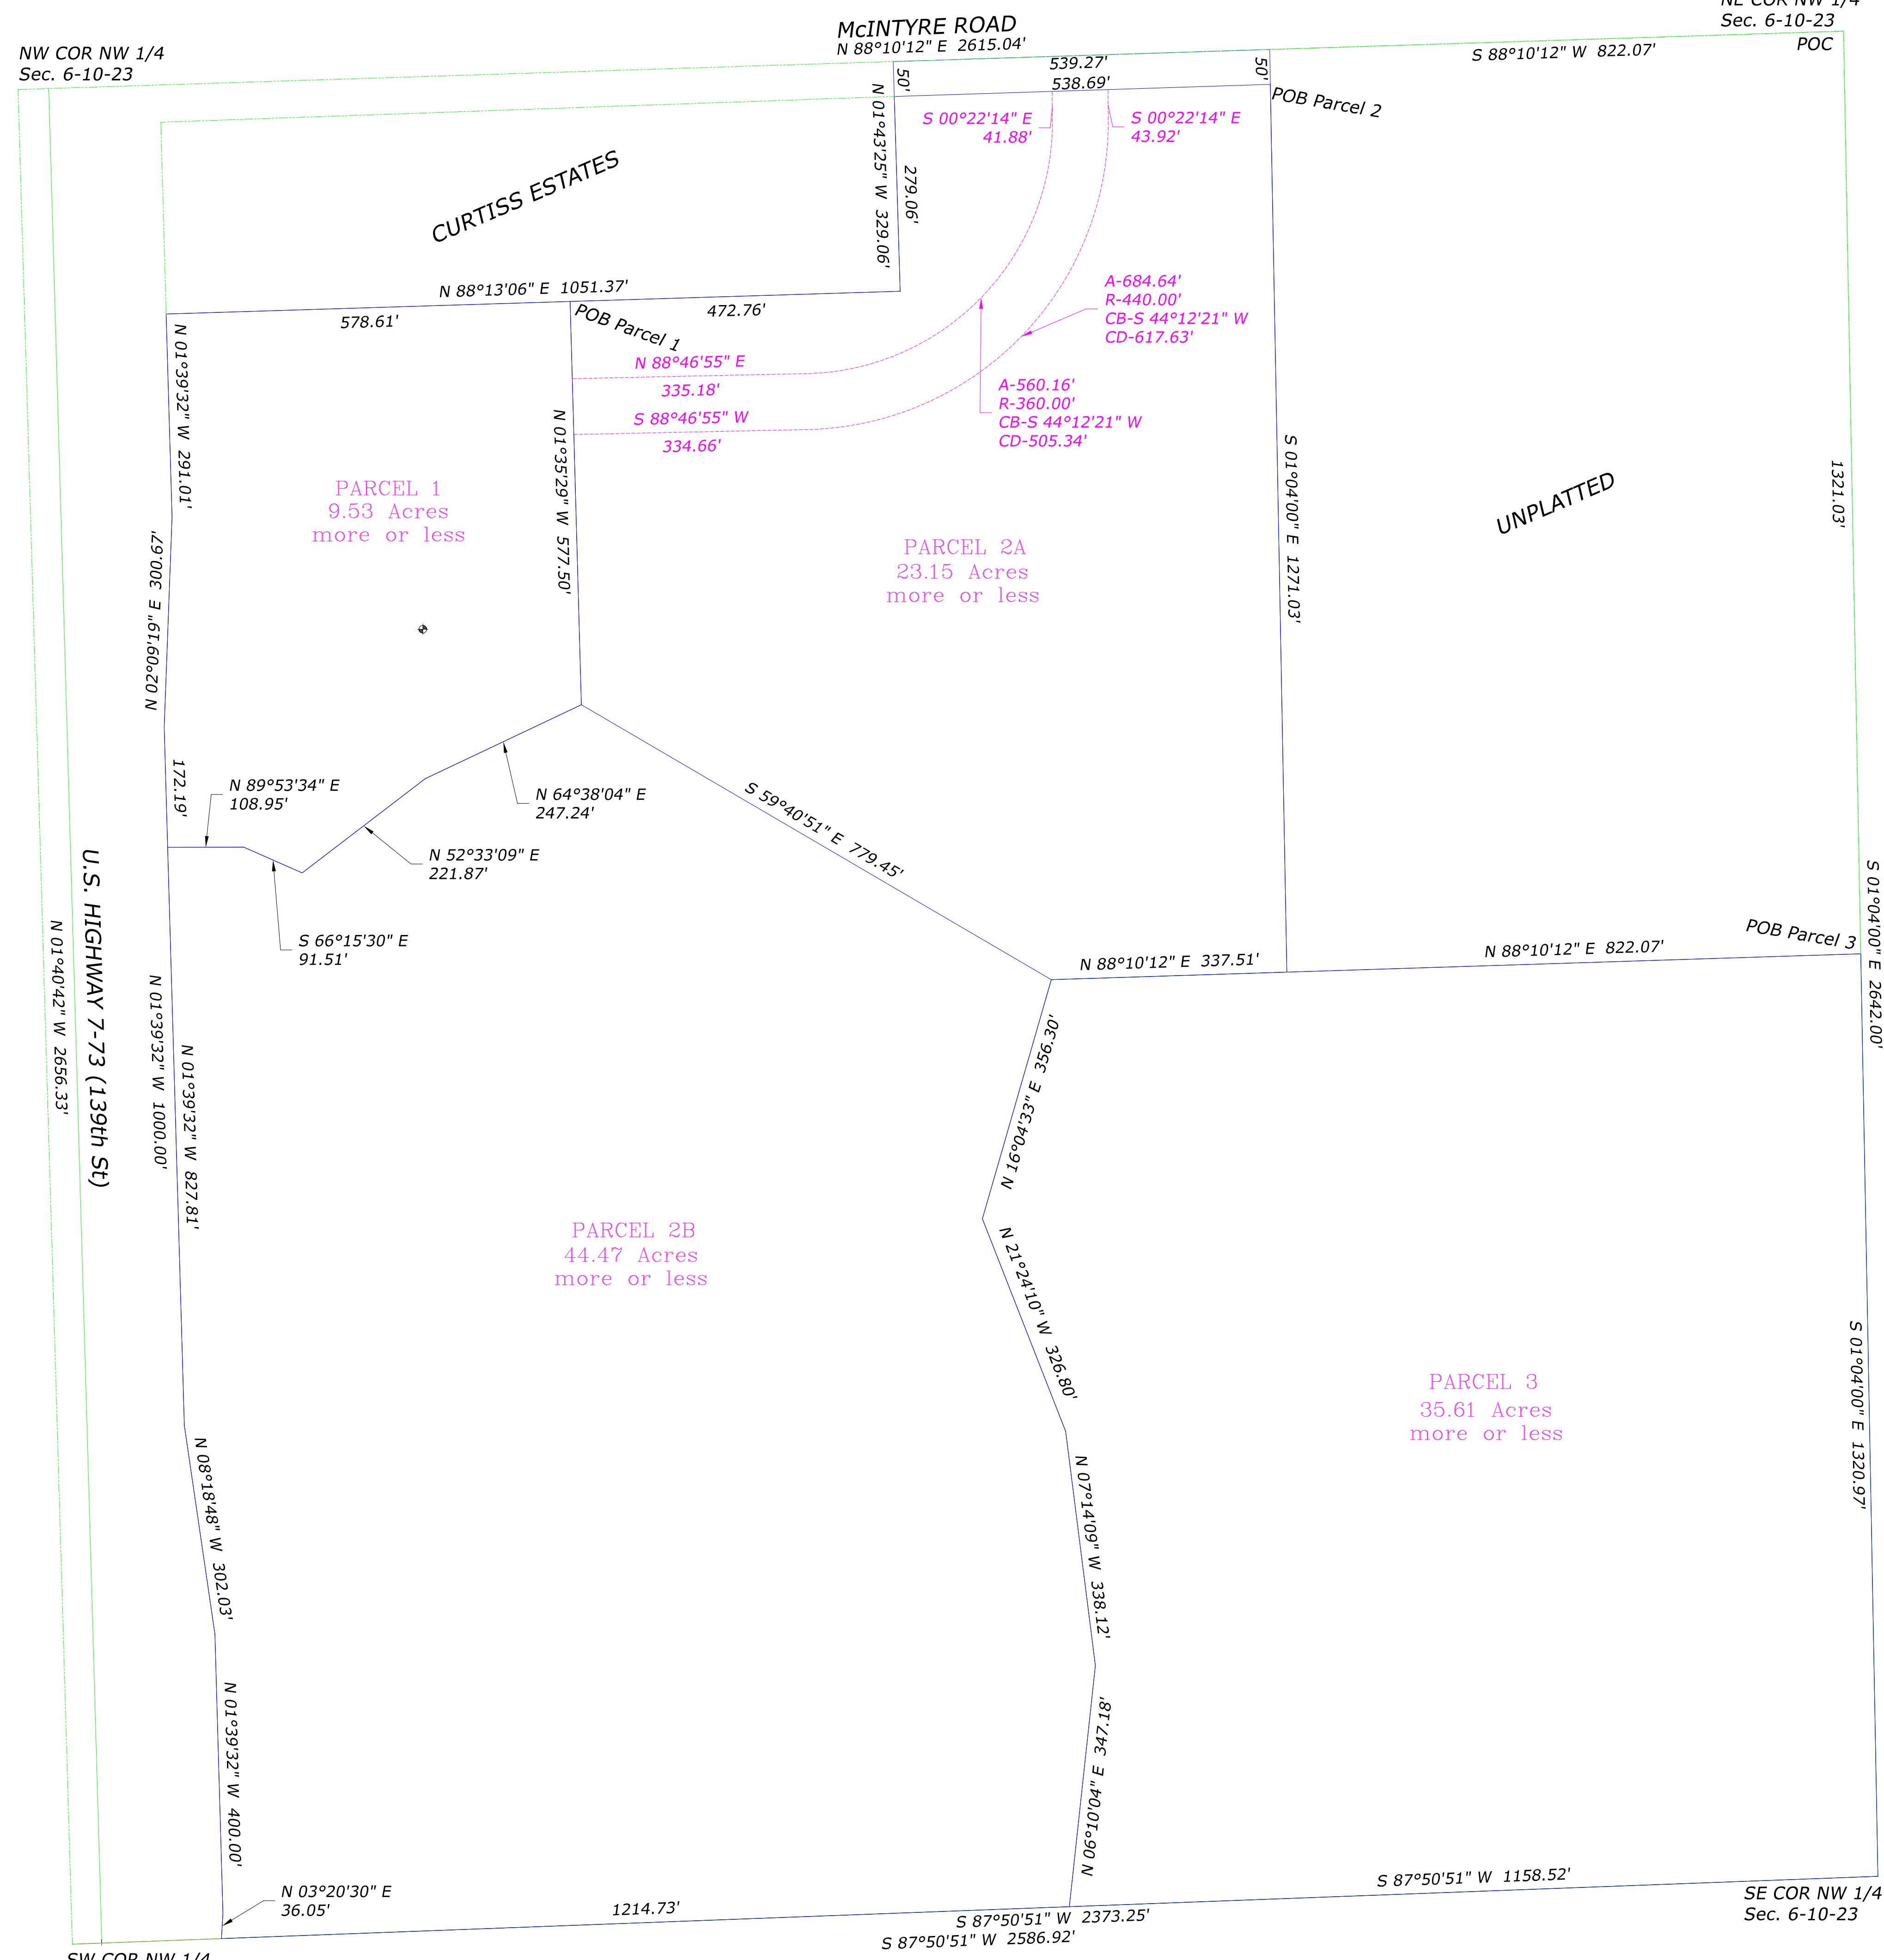 McINTYRE ROAD
N 88°10'12" E 2615.04'
NE COR NW 1/4
Sec. 6-10-23
POC
S 88°10'12" W 822.07'
NW COR NW 1/4
Sec. 6-10-23
50'
539.27'
538.69'
50'
POB Parcel 2
S 00°22'14" E
41.88'
S 00°22'14" E
43.92'
N 01°43'25" W 329.06'
279.06'
CURTISS ESTATES
N 88°13'06" E 1051.37'
578.61'
472.76'
POB Parcel 1
A-684.64'
R-440.00'
CB-S 44°12'21" W
CD-617.63'
N 88°46'55" E
335.18'
S 88°46'55" W
334.66'
A-560.16'
R-360.00'
CB-S 44°12'21" W
CD-505.34'
N 01°39'32" W 291.01'
N 01°35'29" W 577.50'
S 01°04'00" E 1271.03'
1321.03'
UNPLATTED
PARCEL 1
9.53 Acres
more or less
PARCEL 2A
23.15 Acres
more or less
N 02°09'19" E 300.67'
172.19'
N 89°53'34" E
108.95'
N 64°38'04" E
247.24'
N 52°33'09" E
221.87'
S 66°15'30" E
91.51'
S 59°40'51" E 779.45'
N 88°10'12" E 337.51'
N 88°10'12" E 822.07'
POB Parcel 3
S 01°04'00" E 2642.00'
U.S. HIGHWAY 7-73 (139th St)
N 01°40'42" W 2656.33'
N 01°39'32" W 1000.00'
N 01°39'32" W 827.81'
N 16°04'33" E 356.30'
PARCEL 2B
44.47 Acres
more or less
N 21°24'10" W 326.80'
PARCEL 3
35.61 Acres
more or less
S 01°04'00" E 1320.97'
N 08°18'48" W 302.03'
N 07°14'09" W 338.12'
N 01°39'32" W 400.00'
N 06°10'04" E 347.18'
N 03°20'30" E
36.05'
1214.73'
S 87°50'51" W 1158.52'
S 87°50'51" W 2373.25'
S 87°50'51" W 2586.92'
SE COR NW 1/4
Sec. 6-10-23
SW COR NW 1/4